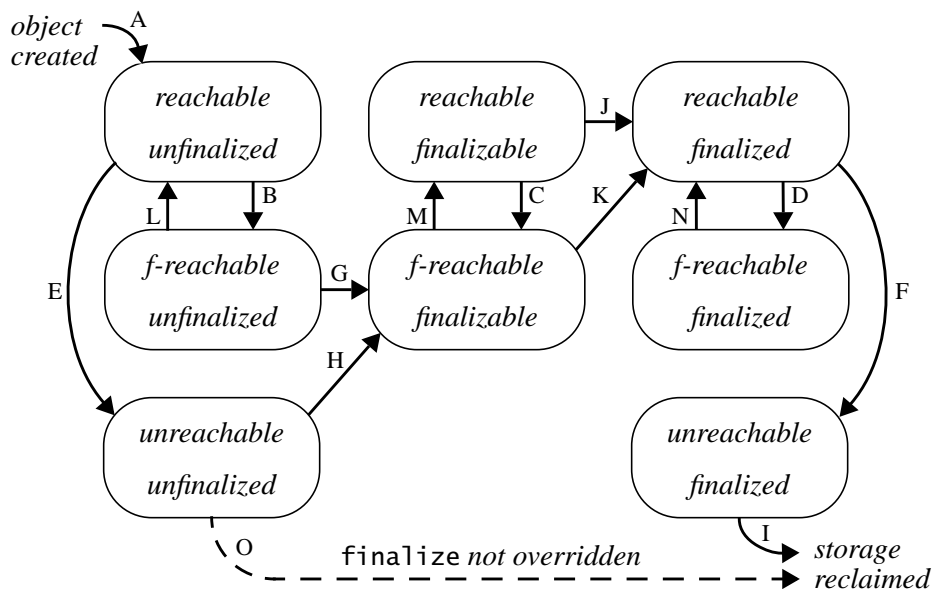 object
created
A
reachable
unfinalized
reachable
finalizable
J
reachable
finalized
L
B
M
C
K
N
D
E
f-reachable
unfinalized
G
f-reachable
finalizable
f-reachable
finalized
F
H
unreachable
unfinalized
unreachable
finalized
O
finalize not overridden
I
storage
reclaimed